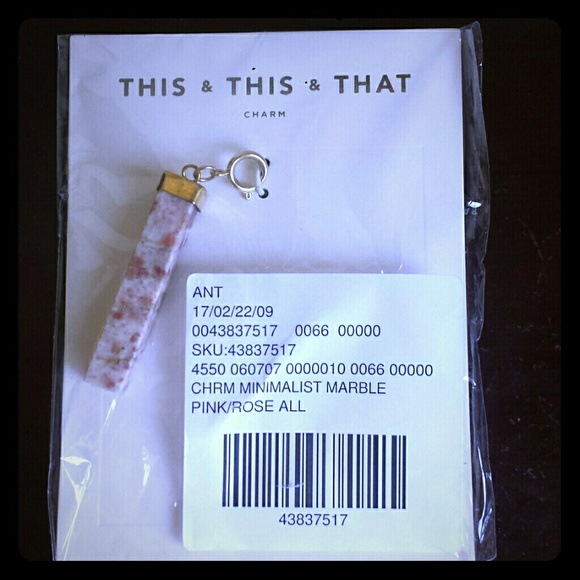 THIS & THIS & THAT
CHARM
ANT
17/02/22/09
0043837517 0066 00000
SKU:43837517
4550 060707 0000010 0066 00000
CHRM MINIMALIST MARBLE
PINK/ROSE ALL
43837517